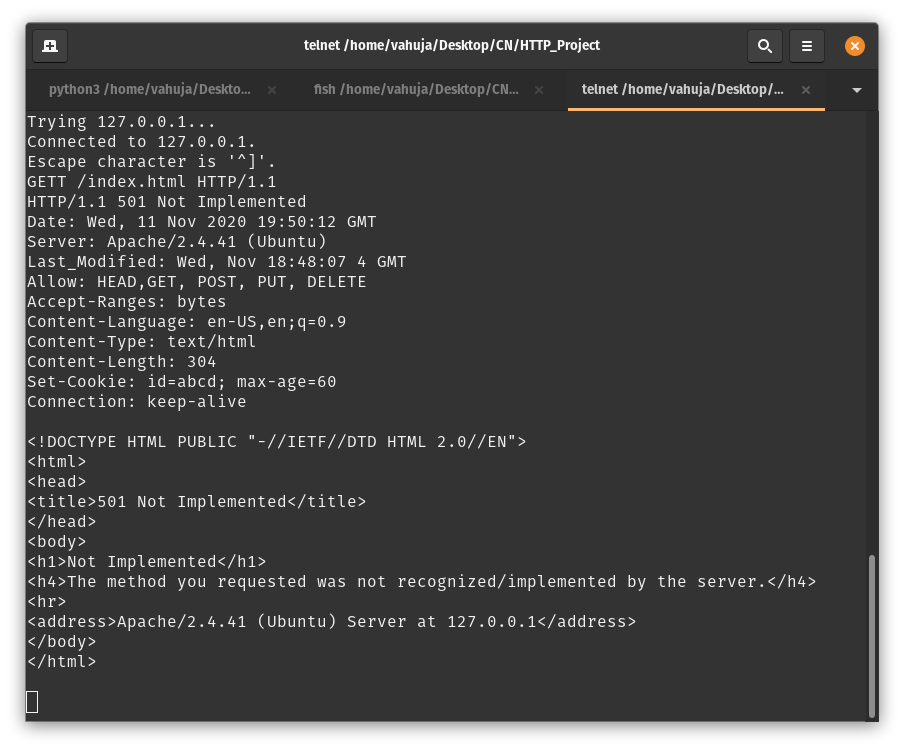 telnet /home/vahuja/Desktop/CN/HTTP_Project
python3 /home/vahuja/Deskto... fish /home/vahuja/Desktop/CN... telnet /home/vahuja/Desktop/...
Trying 127.0.0.1...
Connected to 127.0.0.1.
Escape character is '^]'.
GETT /index.html HTTP/1.1
HTTP/1.1 501 Not Implemented
Date: Wed, 11 Nov 2020 19:50:12 GMT
Server: Apache/2.4.41 (Ubuntu)
Last_Modified: Wed, Nov 18:48:07 4 GMT
Allow: HEAD,GET, POST, PUT, DELETE
Accept-Ranges: bytes
Content-Language: en-US,en;q=0.9
Content-Type: text/html
Content-Length: 304
Set-Cookie: id=abcd; max-age=60
Connection: keep-alive

<!DOCTYPE HTML PUBLIC "-//IETF//DTD HTML 2.0//EN">
<html>
<head>
<title>501 Not Implemented</title>
</head>
<body>
<h1>Not Implemented</h1>
<h4>The method you requested was not recognized/implemented by the server.</h4>
<hr>
<address>Apache/2.4.41 (Ubuntu) Server at 127.0.0.1</address>
</body>
</html>